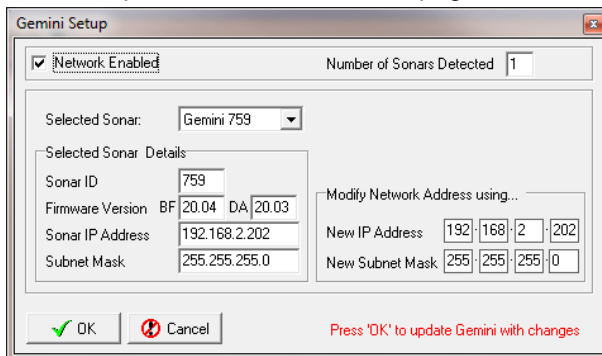 Gemini Setup
Network Enabled
Number of Sonars Detected 1
Selected Sonar: Gemini 759
Selected Sonar Details
Sonar ID 759
Firmware Version BF 20.04 DA 20.03
Sonar IP Address 192.168.2.202
Subnet Mask 255.255.255.0
Modify Network Address using...
New IP Address 192 · 168 · 2 · 202
New Subnet Mask 255 · 255 · 255 · 0
OK
Cancel
Press 'OK' to update Gemini with changes